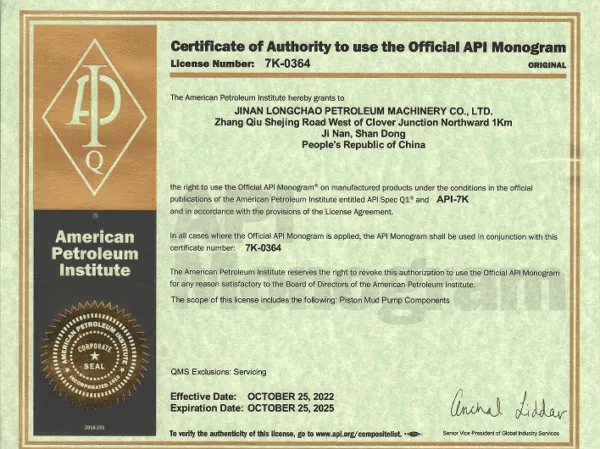 Certificate of Authority to use the Official API Monogram
License Number: 7K-0364
ORIGINAL
API
Q
®
The American Petroleum Institute hereby grants to
JINAN LONGCHAO PETROLEUM MACHINERY CO., LTD.
Zhang Qiu Shejing Road West of Clover Junction Northward 1Km
Ji Nan, Shan Dong
People's Republic of China
the right to use the Official API Monogram® on manufactured products under the conditions in the official
publications of the American Petroleum Institute entitled API Spec Q1® and API-7K
and in accordance with the provisions of the License Agreement.
American
Petroleum
Institute
In all cases where the Official API Monogram is applied, the API Monogram shall be used in conjunction with this
certificate number: 7K-0364
The American Petroleum Institute reserves the right to revoke this authorization to use the Official API Monogram
for any reason satisfactory to the Board of Directors of the American Petroleum Institute.
The scope of this license includes the following: Piston Mud Pump Components
AMERICAN PETROLEUM INSTITUTE
CORPORATE
SEAL
QMS Exclusions: Servicing
Effective Date: OCTOBER 25, 2022
Expiration Date: OCTOBER 25, 2025
Anchal Liddar
Senior Vice President of Global Industry Services
To verify the authenticity of this license, go to www.api.org/compositelist.